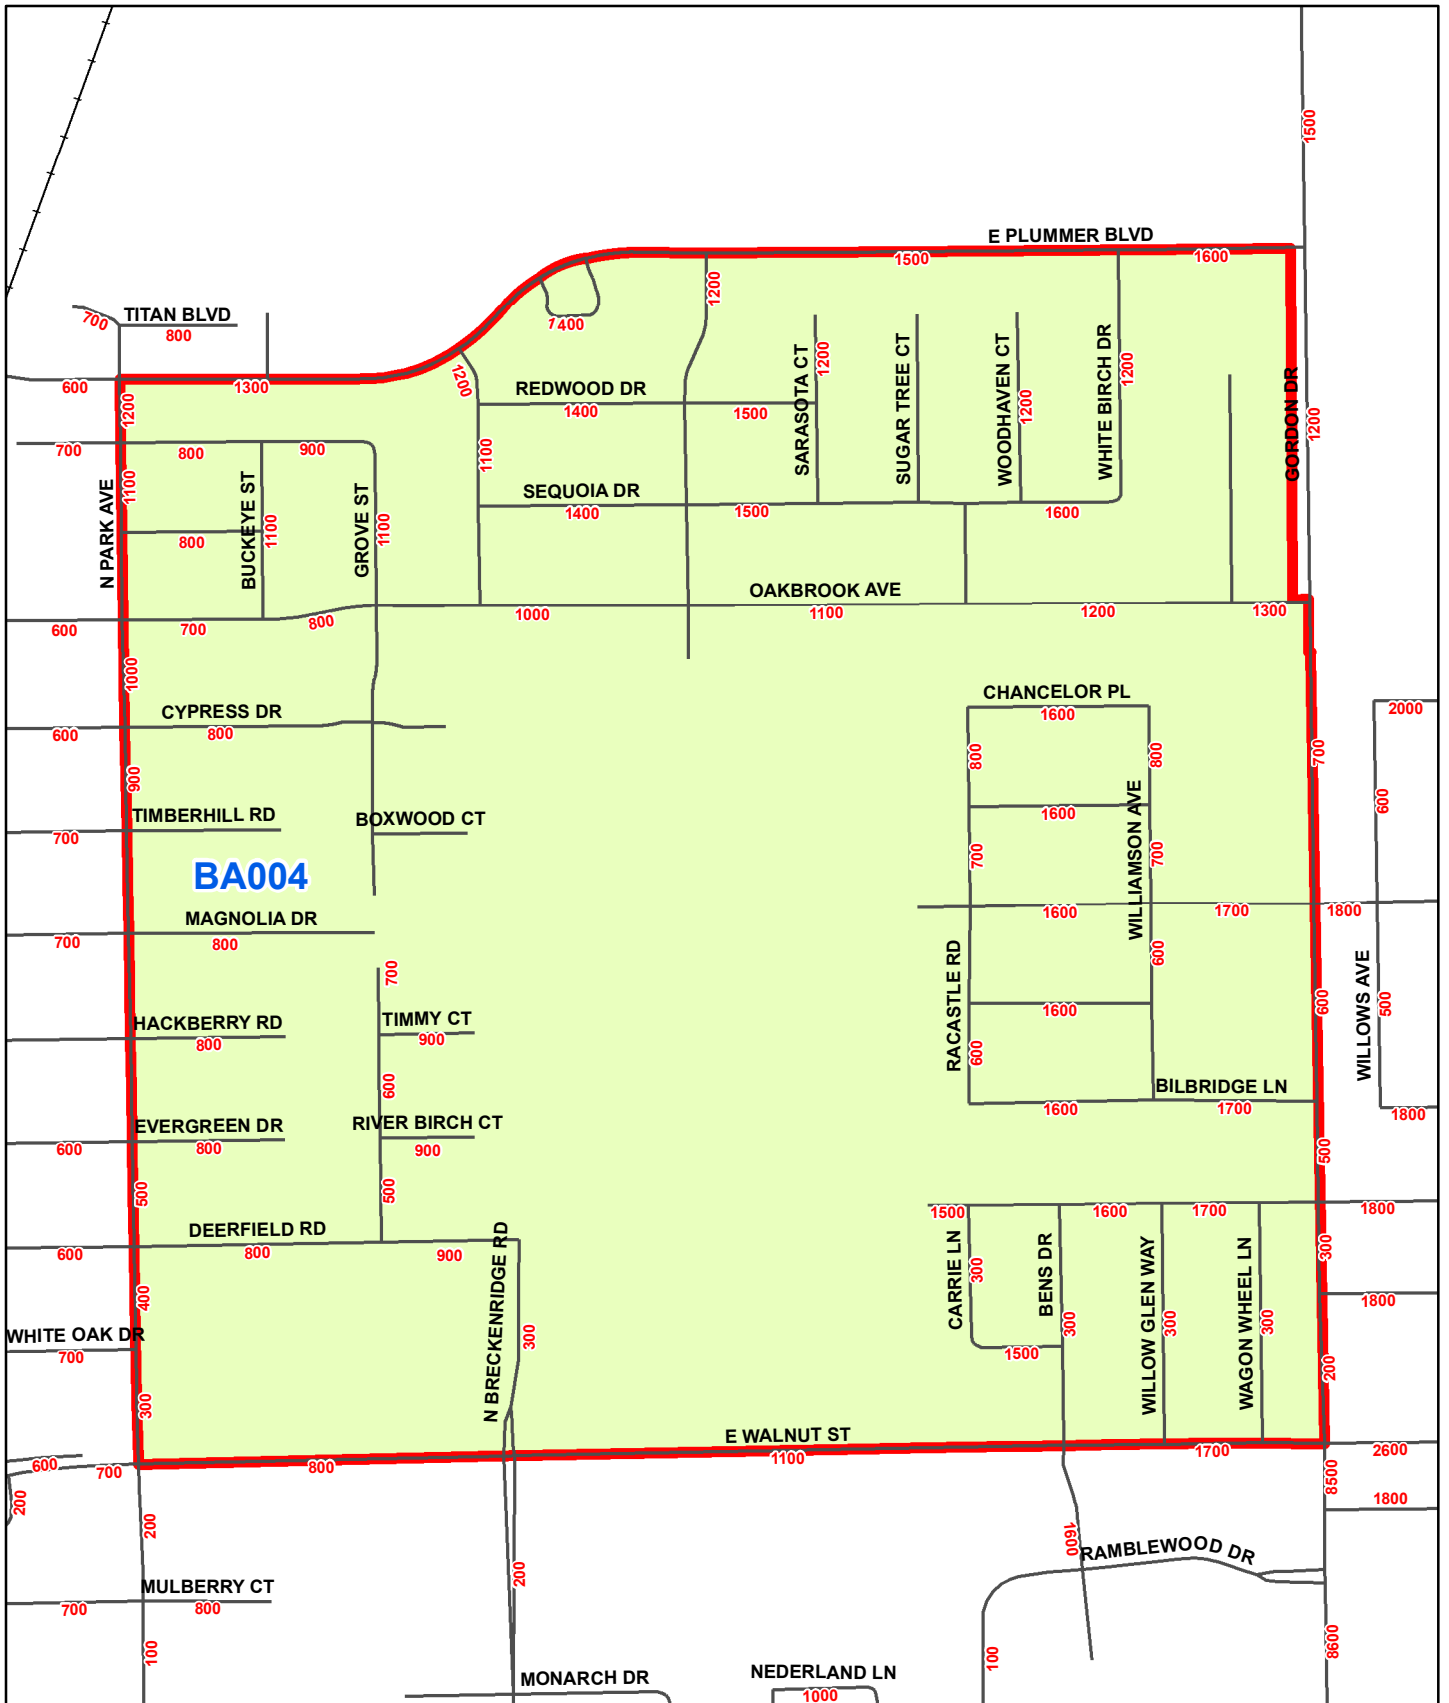 1500
E PLUMMER BLVD
1500
1600
1200
700
TITAN BLVD
800
1400
600
1300
1200
1200
REDWOOD DR
1400
1500
SARASOTA CT
1200
SUGAR TREE CT
WOODHAVEN CT
1200
WHITE BIRCH DR
1200
GORDON DR
1200
700
800
900
1100
N PARK AVE
1100
BUCKEYE ST
1100
GROVE ST
1100
800
SEQUOIA DR
1400
1500
1600
OAKBROOK AVE
600
700
800
1000
1100
1200
1300
1000
CYPRESS DR
600
800
CHANCELOR PL
1600
2000
800
800
700
900
TIMBERHILL RD
700
BOXWOOD CT
1600
600
BA004
700
WILLIAMSON AVE
700
MAGNOLIA DR
700
800
1600
1700
1800
RACASTLE RD
600
WILLOWS AVE
500
600
700
HACKBERRY RD
800
TIMMY CT
900
1600
600
600
BILBRIDGE LN
1600
1700
1800
EVERGREEN DR
600
800
RIVER BIRCH CT
900
500
500
500
DEERFIELD RD
600
800
900
1500
1600
1700
1800
N BRECKENRIDGE RD
300
CARRIE LN
300
BENS DR
300
WILLOW GLEN WAY
300
WAGON WHEEL LN
300
300
1800
400
WHITE OAK DR
700
1500
200
300
E WALNUT ST
600
700
800
1100
1700
2600
8500
200
200
1800
1600
RAMBLEWOOD DR
200
MULBERRY CT
700
800
100
100
8600
MONARCH DR
NEDERLAND LN
1000